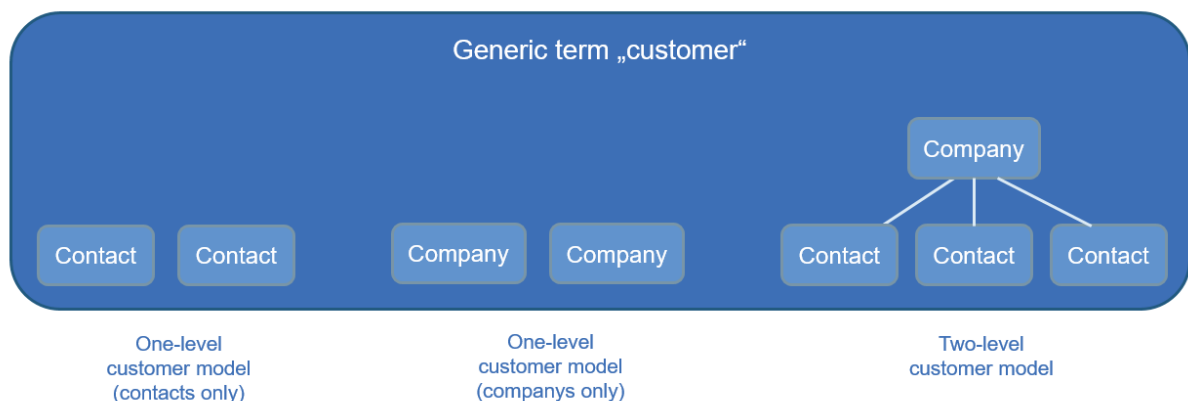 Generic term „customer“
Company
Contact Contact Company Company Contact Contact Contact
One-level
customer model
(contacts only)
One-level
customer model
(companys only)
Two-level
customer model